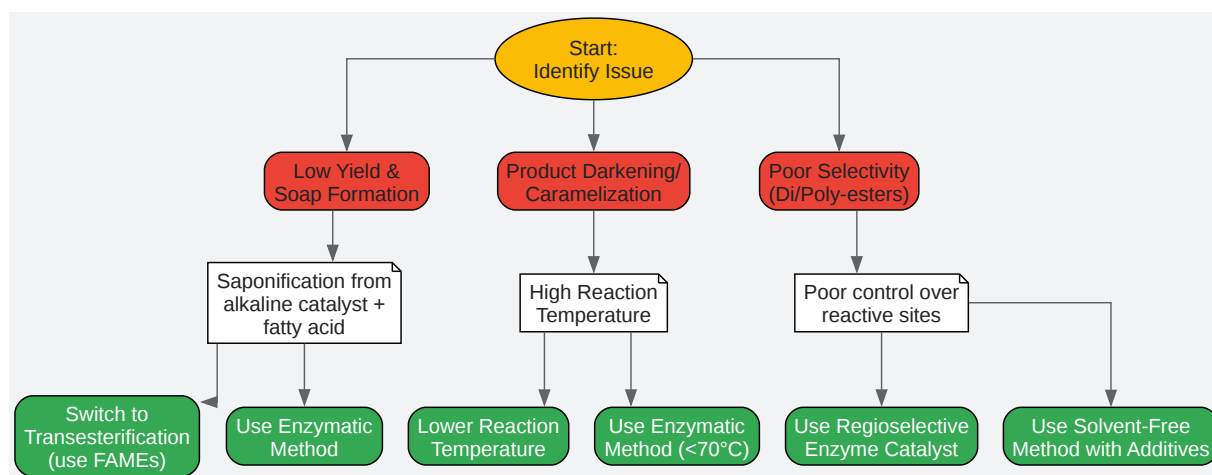 Start:
Identify Issue
Low Yield &
Soap Formation
Product Darkening/
Caramelization
Poor Selectivity
(Di/Poly-esters)
Saponification from
alkaline catalyst +
fatty acid
High Reaction
Temperature
Poor control over
reactive sites
Switch to
Transesterification
(use FAMEs)
Use Enzymatic
Method
Lower Reaction
Temperature
Use Enzymatic
Method (<70°C)
Use Regioselective
Enzyme Catalyst
Use Solvent-Free
Method with Additives